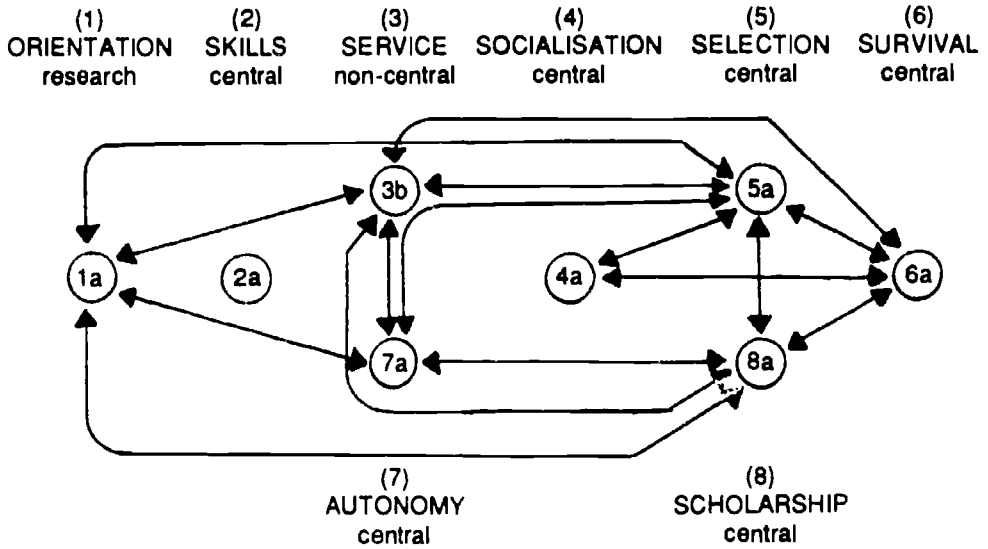 (1) (2) (3) (4) (5) (6)
ORIENTATION SKILLS SERVICE SOCIALISATION SELECTION SURVIVAL
research central non-central central central central
3b 5a
1a 2a 4a 6a
7a 8a
(7) (8)
AUTONOMY SCHOLARSHIP
central central